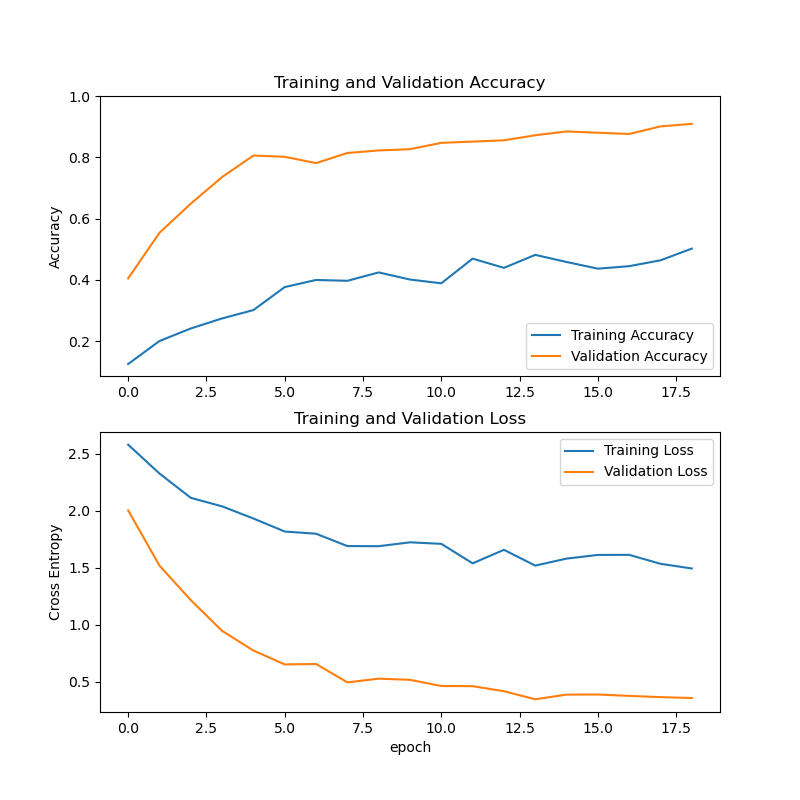 Training and Validation Accuracy
1.0
0.8
0.6
0.4
0.2
Accuracy
Training Accuracy
Validation Accuracy
0.0 2.5 5.0 7.5 10.0 12.5 15.0 17.5
Training and Validation Loss
2.5
2.0
1.5
1.0
0.5
Cross Entropy
Training Loss
Validation Loss
0.0 2.5 5.0 7.5 10.0 12.5 15.0 17.5
epoch